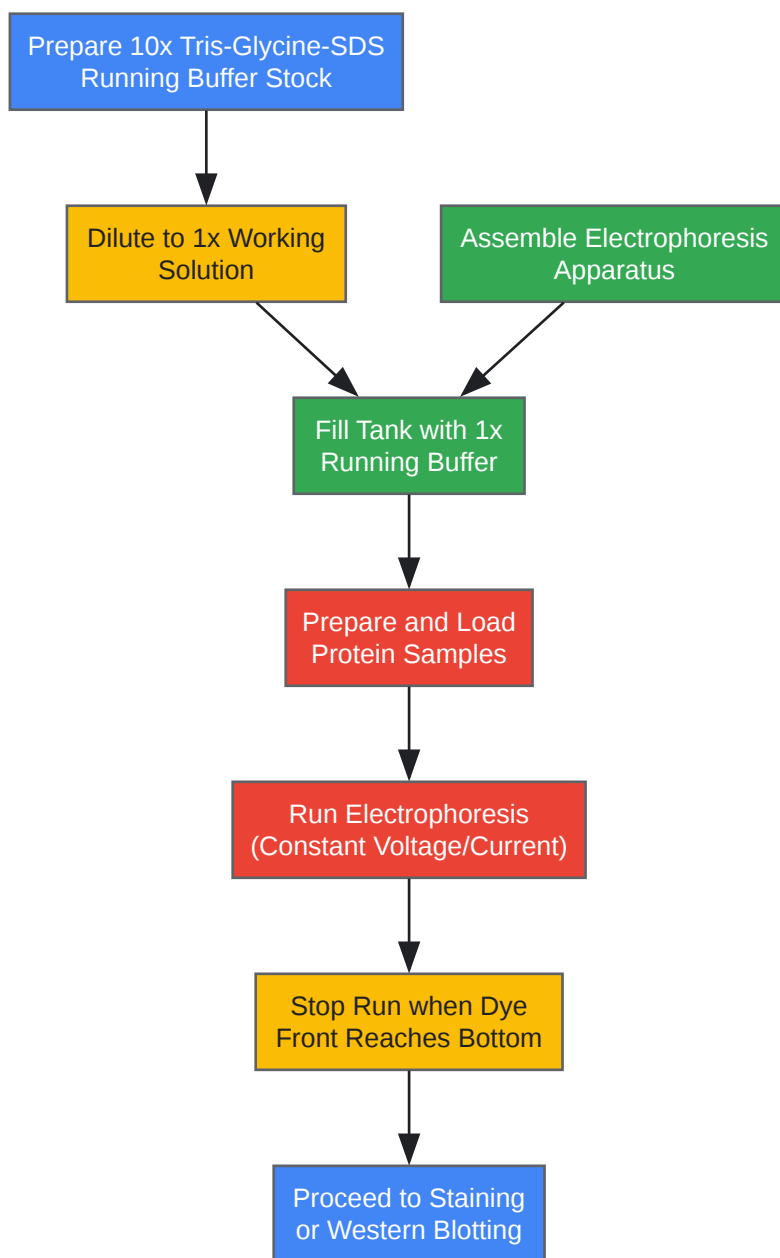 Prepare 10x Tris-Glycine-SDS
Running Buffer Stock
Dilute to 1x Working
Solution
Assemble Electrophoresis
Apparatus
Fill Tank with 1x
Running Buffer
Prepare and Load
Protein Samples
Run Electrophoresis
(Constant Voltage/Current)
Stop Run when Dye
Front Reaches Bottom
Proceed to Staining
or Western Blotting